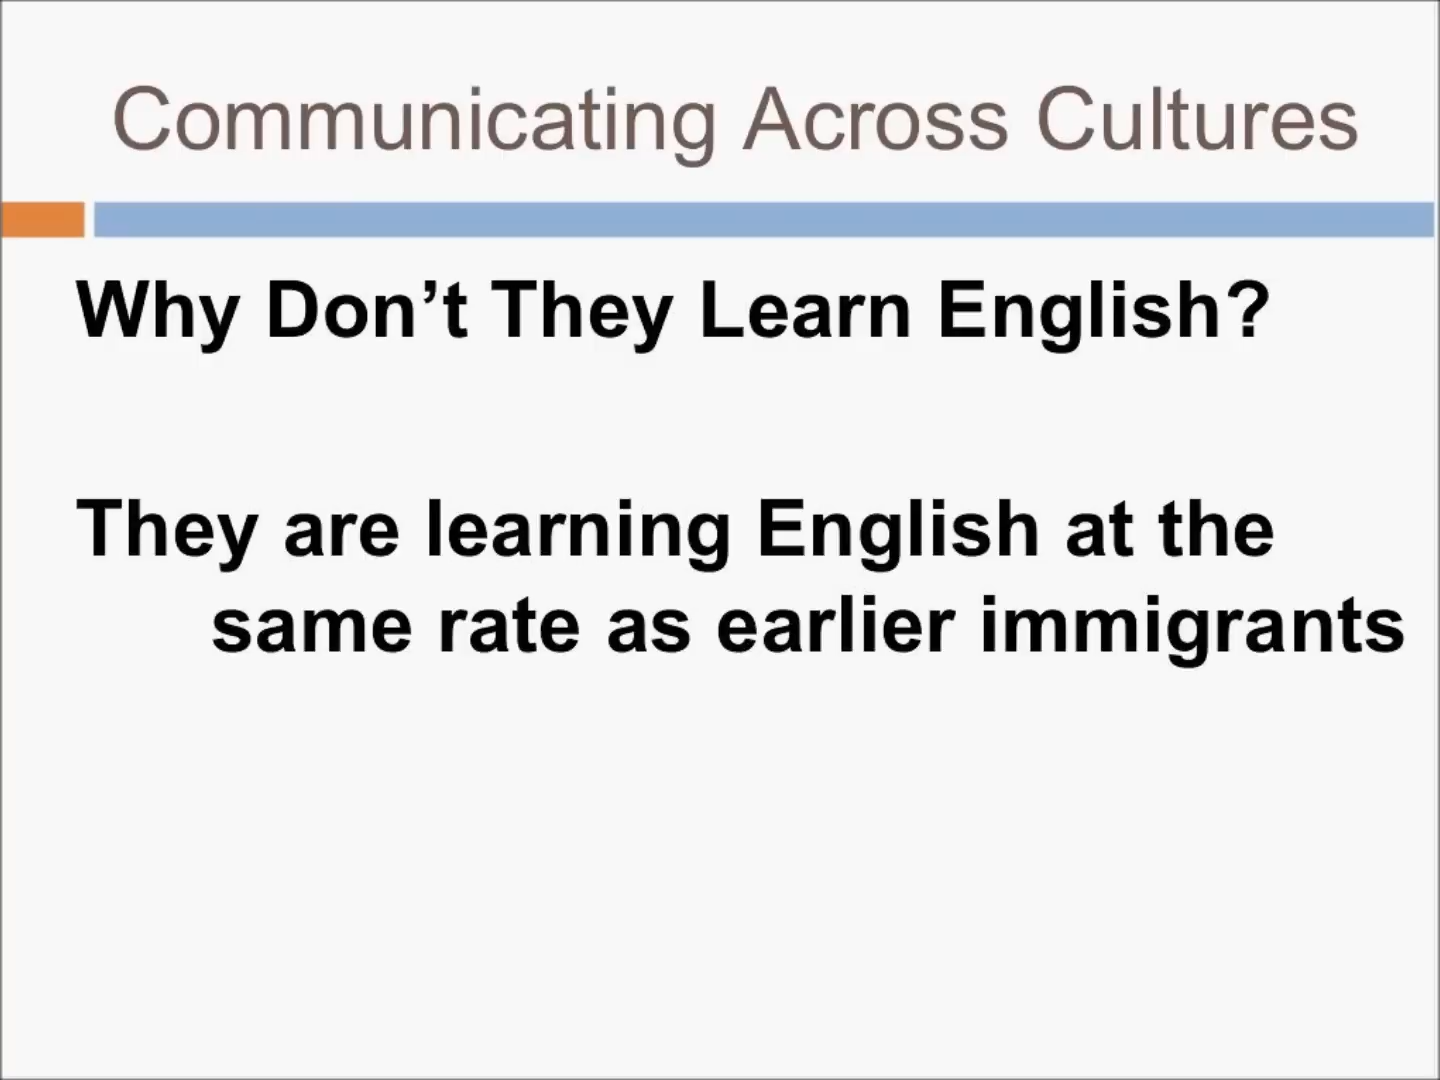 Communicating Across Cultures
Why Don’t They Learn English?
They are learning English at the
same rate as earlier immigrants